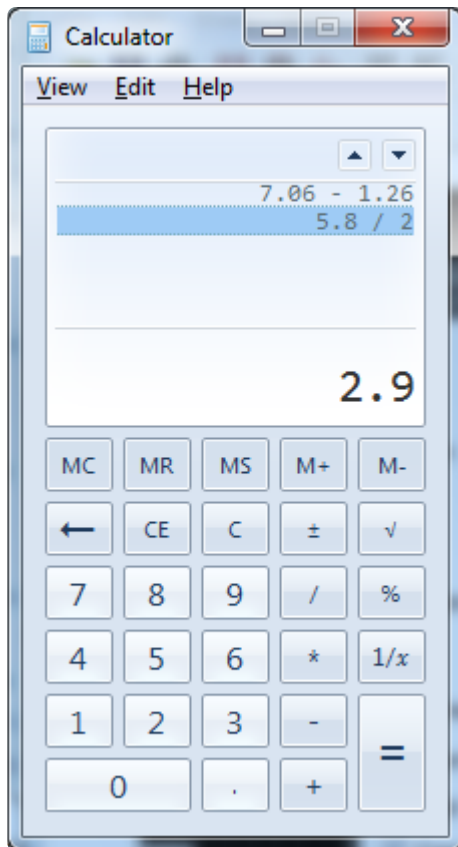 Calculator
View Edit Help
7.06 - 1.26
5.8 / 2
2.9
MC MR MS M+ M-
← CE C ± √
7 8 9 / %
4 5 6 * 1/x
1 2 3 - =
0 . +